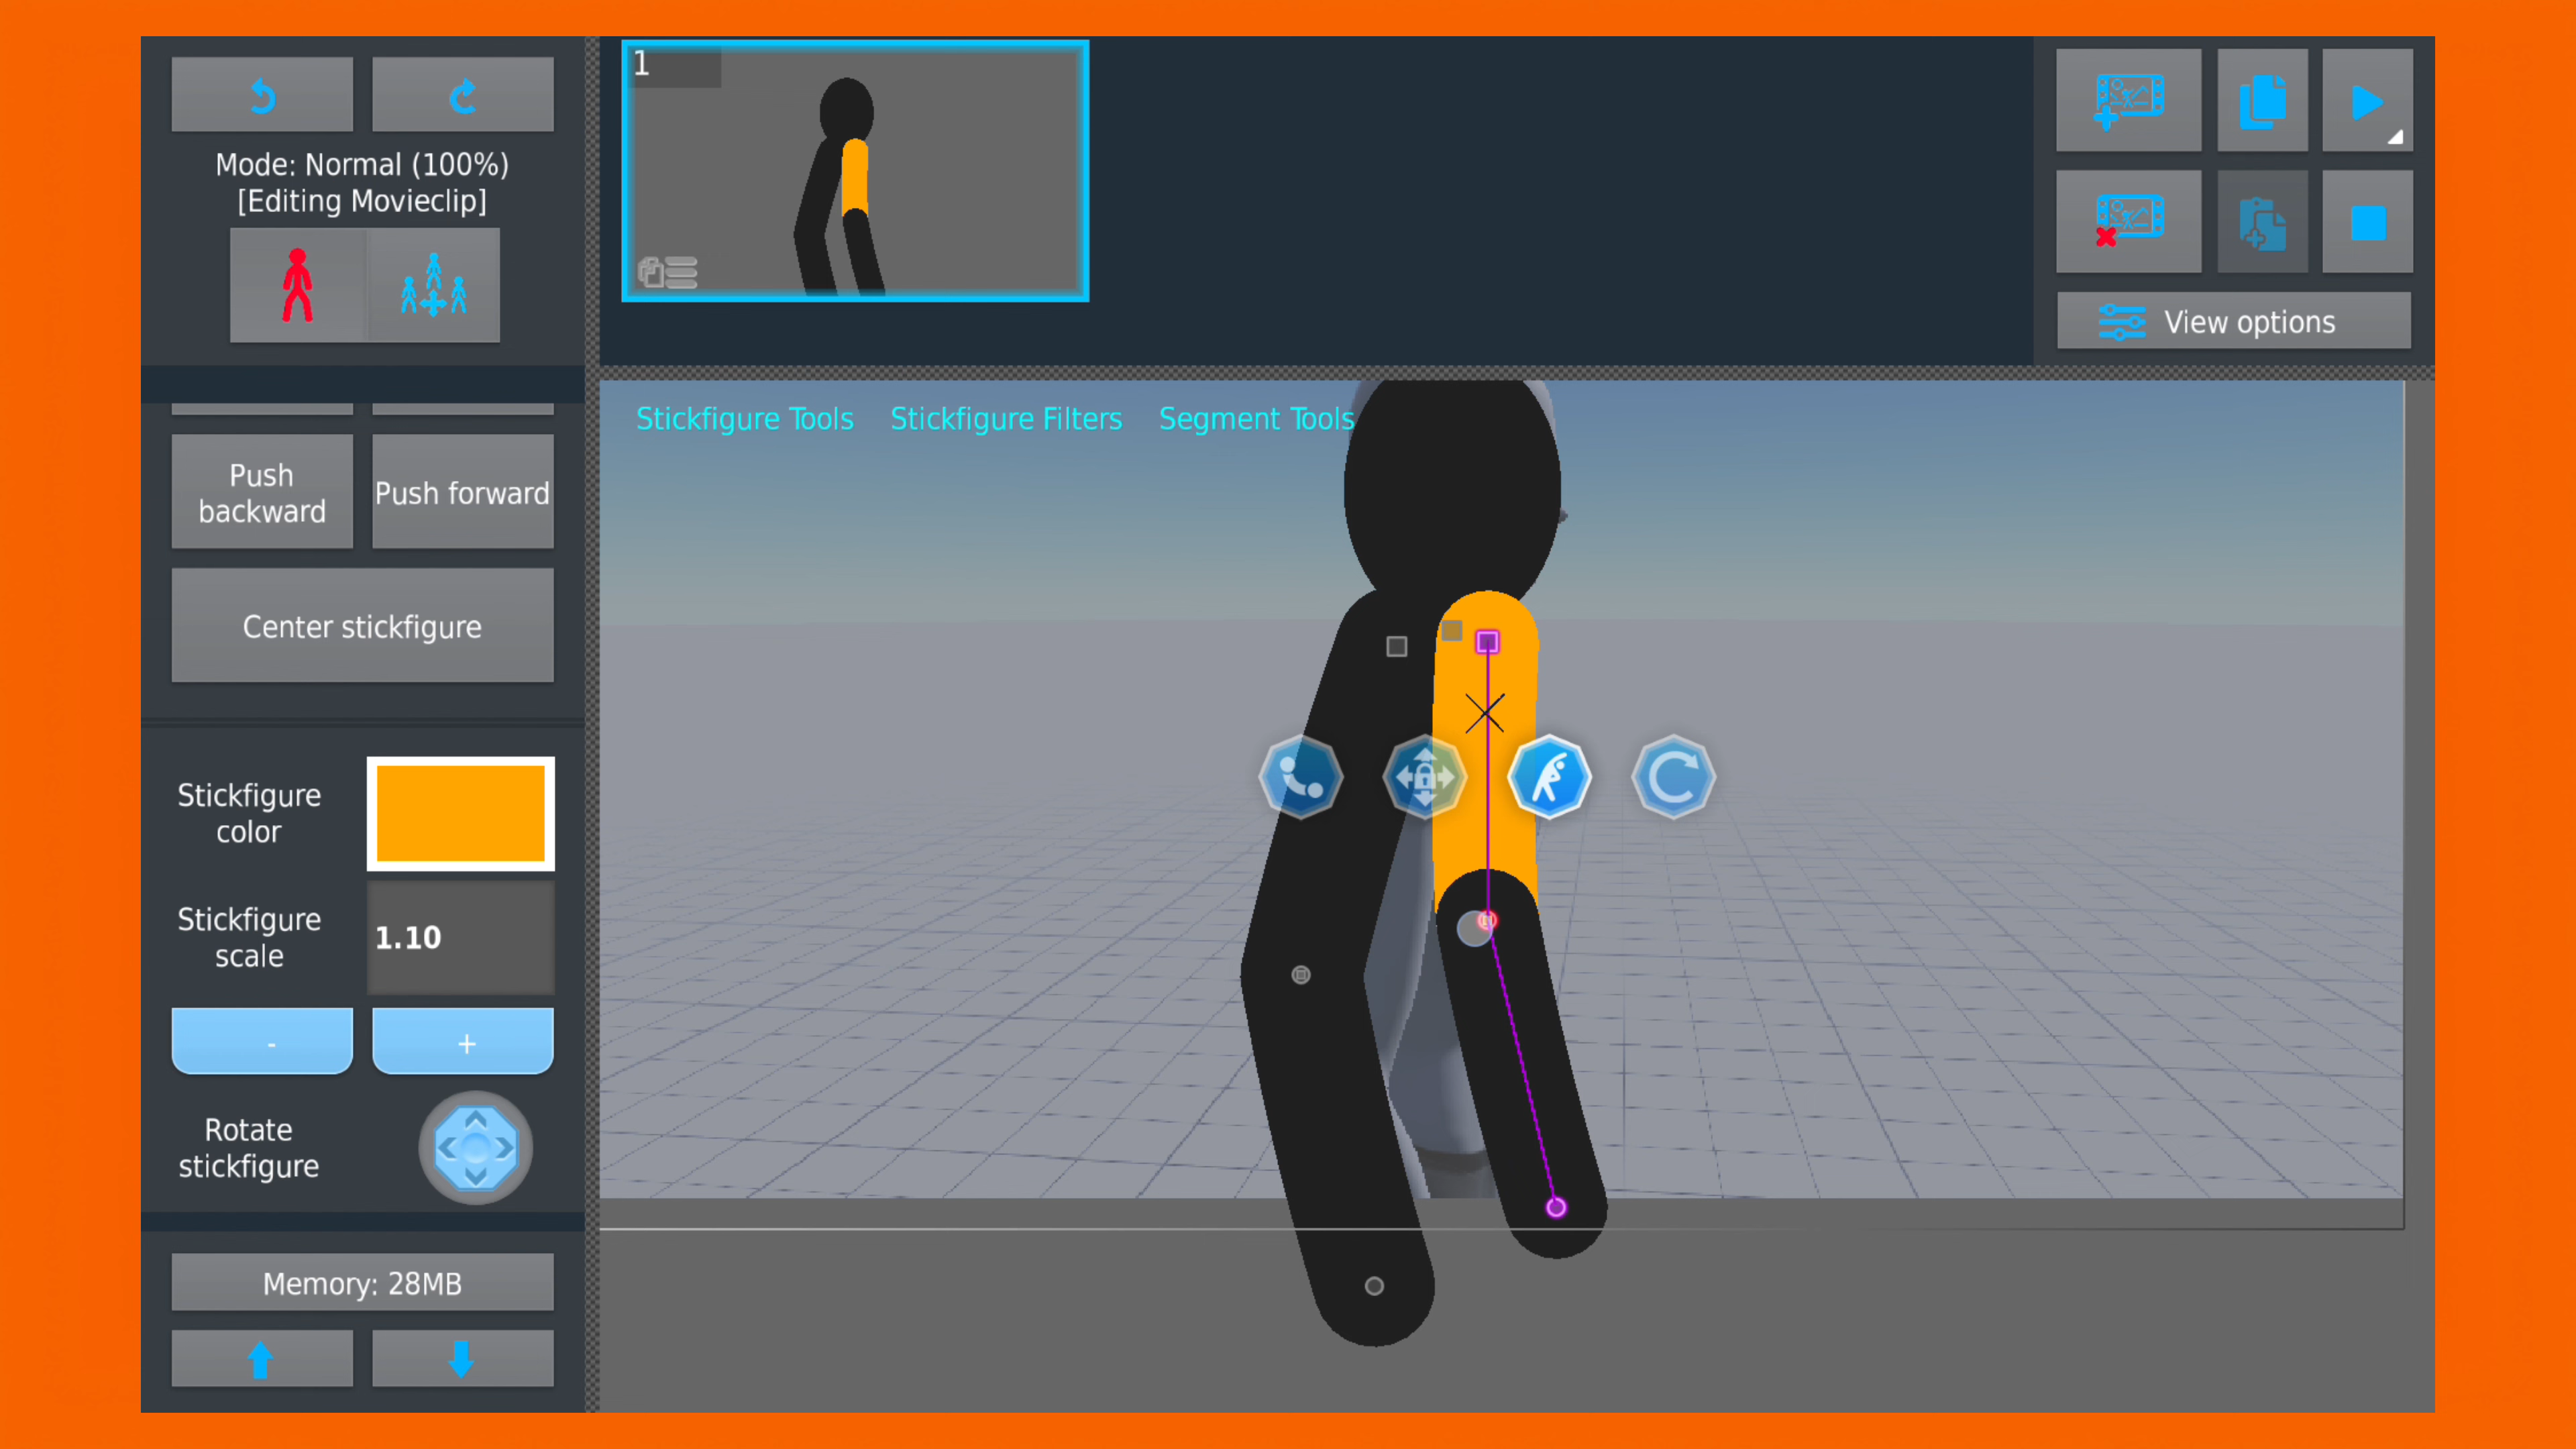 1
Mode: Normal (100%)
[Editing Movieclip]
View options
Stickfigure Tools
Stickfigure Filters
Segment Tools
Push
backward
Push forward
Center stickfigure
Stickfigure
color
Stickfigure
scale
1.10
-
+
Rotate
stickfigure
Memory: 28MB